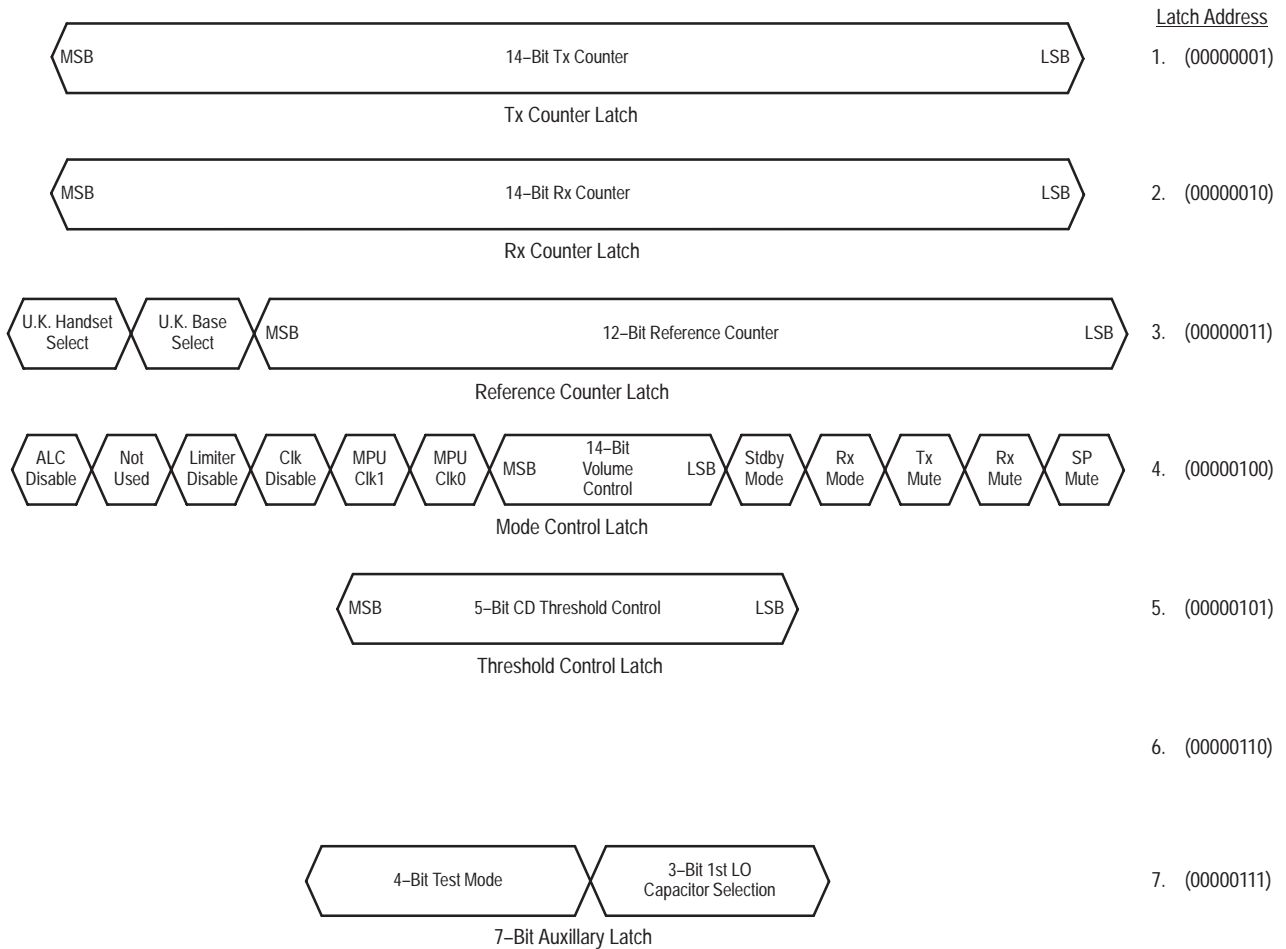 Latch Address
MSB 14–Bit Tx Counter LSB 1. (00000001)
Tx Counter Latch
MSB 14–Bit Rx Counter LSB 2. (00000010)
Rx Counter Latch
U.K. Handset Select U.K. Base Select MSB 12–Bit Reference Counter LSB 3. (00000011)
Reference Counter Latch
ALC Disable Not Used Limiter Disable Clk Disable MPU Clk1 MPU Clk0 MSB 14–Bit Volume Control LSB Stdby Mode Rx Mode Tx Mute Rx Mute SP Mute 4. (00000100)
Mode Control Latch
MSB 5–Bit CD Threshold Control LSB 5. (00000101)
Threshold Control Latch
6. (00000110)
4–Bit Test Mode 3–Bit 1st LO Capacitor Selection 7. (00000111)
7–Bit Auxillary Latch